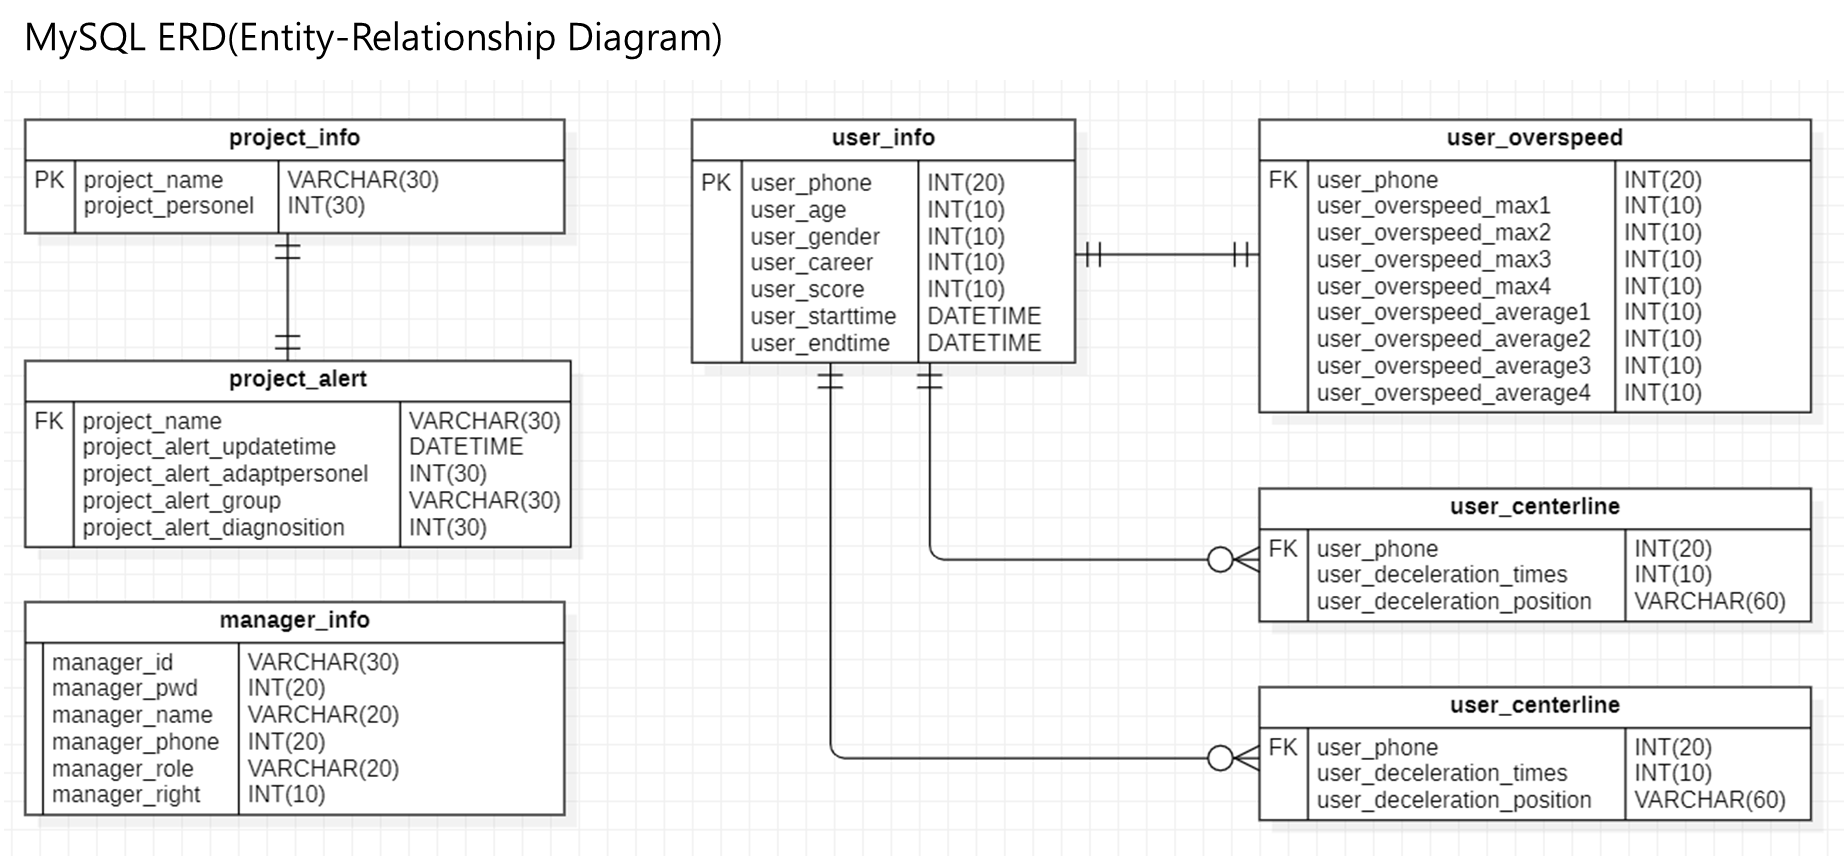 MySQL ERD(Entity-Relationship Diagram)
project_info
PK project_name VARCHAR(30)
project_personel INT(30)
project_alert
FK project_name VARCHAR(30)
project_alert_updatetime DATETIME
project_alert_adaptpersonel INT(30)
project_alert_group VARCHAR(30)
project_alert_diagnosition INT(30)
manager_info
manager_id VARCHAR(30)
manager_pwd INT(20)
manager_name VARCHAR(20)
manager_phone INT(20)
manager_role VARCHAR(20)
manager_right INT(10)
user_info
PK user_phone INT(20)
user_age INT(10)
user_gender INT(10)
user_career INT(10)
user_score INT(10)
user_starttime DATETIME
user_endtime DATETIME
user_overspeed
FK user_phone INT(20)
user_overspeed_max1 INT(10)
user_overspeed_max2 INT(10)
user_overspeed_max3 INT(10)
user_overspeed_max4 INT(10)
user_overspeed_average1 INT(10)
user_overspeed_average2 INT(10)
user_overspeed_average3 INT(10)
user_overspeed_average4 INT(10)
user_centerline
FK user_phone INT(20)
user_deceleration_times INT(10)
user_deceleration_position VARCHAR(60)
user_centerline
FK user_phone INT(20)
user_deceleration_times INT(10)
user_deceleration_position VARCHAR(60)